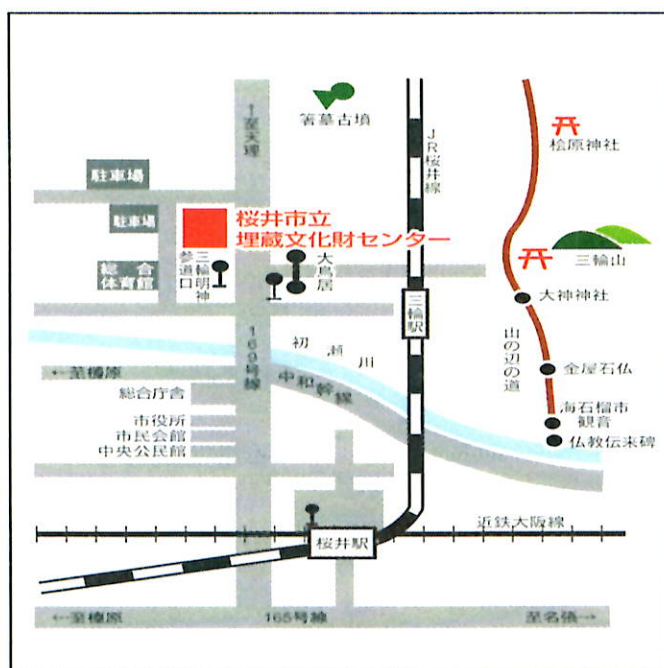 ↑至天理
箸墓古墳
JR桜井線
桧原神社
駐車場
駐車場
桜井市立
埋蔵文化財センター
総合
体育館
三輪明神
参道口
大鳥居
三輪山
三輪駅
大神神社
山の辺の道
169号線
初瀬川
中和幹線
←至橿原
総合庁舎
市役所
市民会館
中央公民館
金屋石仏
海石榴市
観音
仏教伝来碑
近鉄大阪線
桜井駅
←至橿原
165号線
至名張→